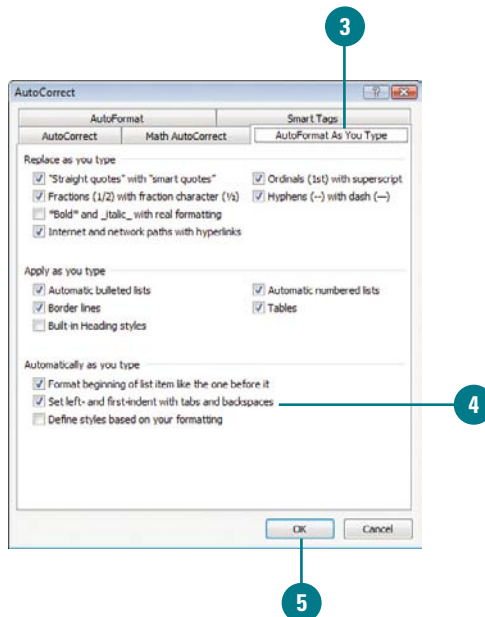 3
AutoCorrect
AutoFormat Smart Tags
AutoCorrect Math AutoCorrect AutoFormat As You Type
Replace as you type
"Straight quotes" with "smart quotes" Ordinals (1st) with superscript
Fractions (1/2) with fraction character (½) Hyphens (--) with dash (—)
*Bold* and _italic_ with real formatting
Internet and network paths with hyperlinks
Apply as you type
Automatic bulleted lists Automatic numbered lists
Border lines Tables
Built-in Heading styles
Automatically as you type
Format beginning of list item like the one before it
Set left- and first-indent with tabs and backspaces 4
Define styles based on your formatting
OK Cancel
5